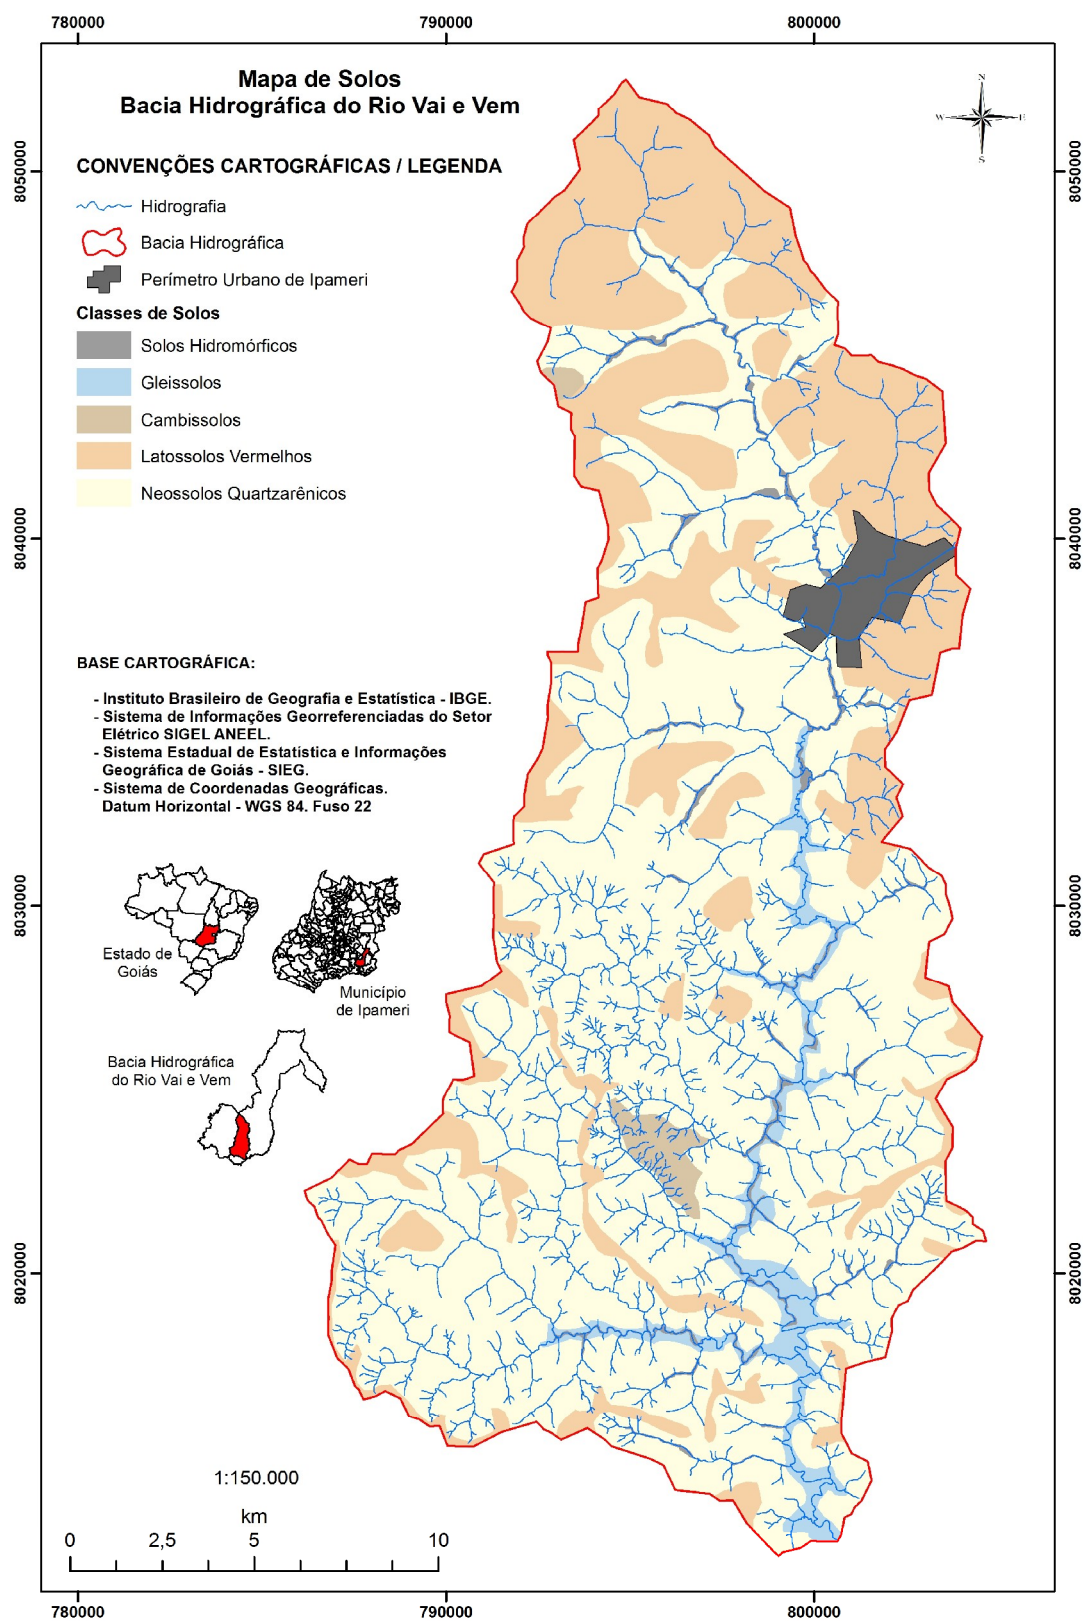 780000
790000
800000
Mapa de Solos
Bacia Hidrográfica do Rio Vai e Vem
N
W
E
S
CONVENÇÕES CARTOGRÁFICAS / LEGENDA
8050000
8050000
Hidrografia
Bacia Hidrográfica
Perímetro Urbano de Ipameri
Classes de Solos
Solos Hidromórficos
Gleissolos
Cambissolos
Latossolos Vermelhos
Neossolos Quartzarênicos
8040000
8040000
BASE CARTOGRÁFICA:
- Instituto Brasileiro de Geografia e Estatística - IBGE.
- Sistema de Informações Georreferenciadas do Setor
Elétrico SIGEL ANEEL.
- Sistema Estadual de Estatística e Informações
Geográfica de Goiás - SIEG.
- Sistema de Coordenadas Geográficas.
Datum Horizontal - WGS 84. Fuso 22
8030000
8030000
Estado de
Goiás
Município
de Ipameri
Bacia Hidrográfica
do Rio Vai e Vem
8020000
8020000
1:150.000
km
0
2,5
5
10
780000
790000
800000